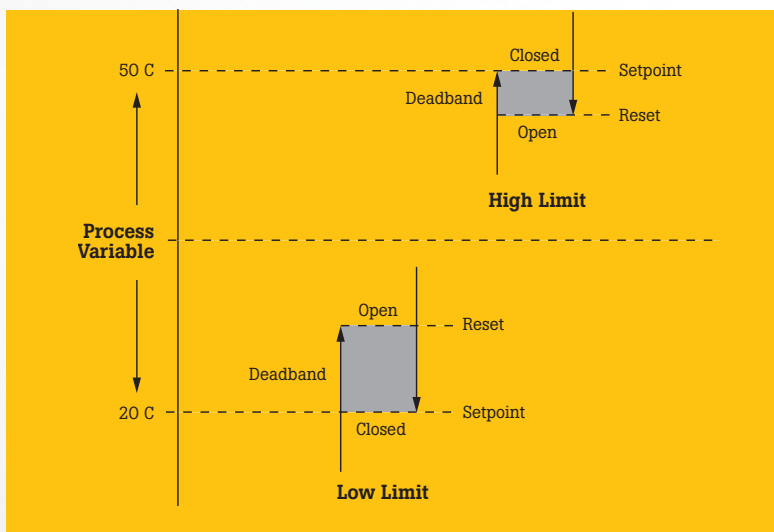 Closed
50 C
Setpoint
Deadband
Reset
Open
High Limit
Process
Variable
Open
Reset
Deadband
20 C
Setpoint
Closed
Low Limit